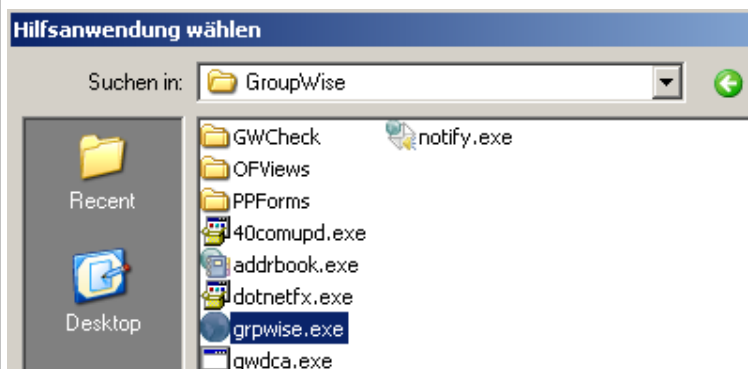 Hilfsanwendung wählen
Suchen in: GroupWise
Recent
Desktop
GWCheck
OFViews
PPForms
40comupd.exe
addrbook.exe
dotnetfx.exe
grpwise.exe
gwdca.exe
notify.exe